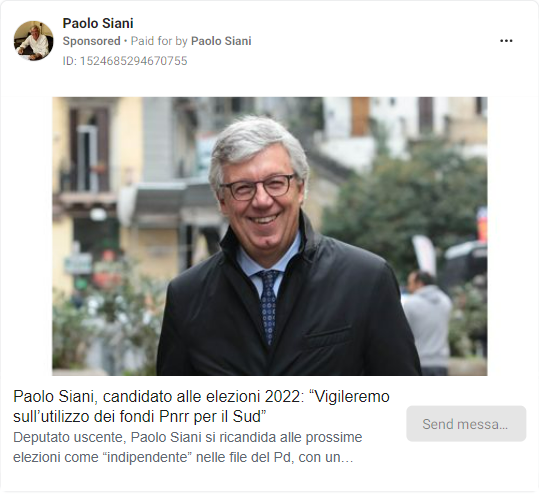 Paolo Siani
Sponsored • Paid for by Paolo Siani
ID: 1524685294670755
Paolo Siani, candidato alle elezioni 2022: “Vigileremo
sull’utilizzo dei fondi Pnrr per il Sud”
Deputato uscente, Paolo Siani si ricandida alle prossime
elezioni come “indipendente” nelle file del Pd, con un…
Send messa…